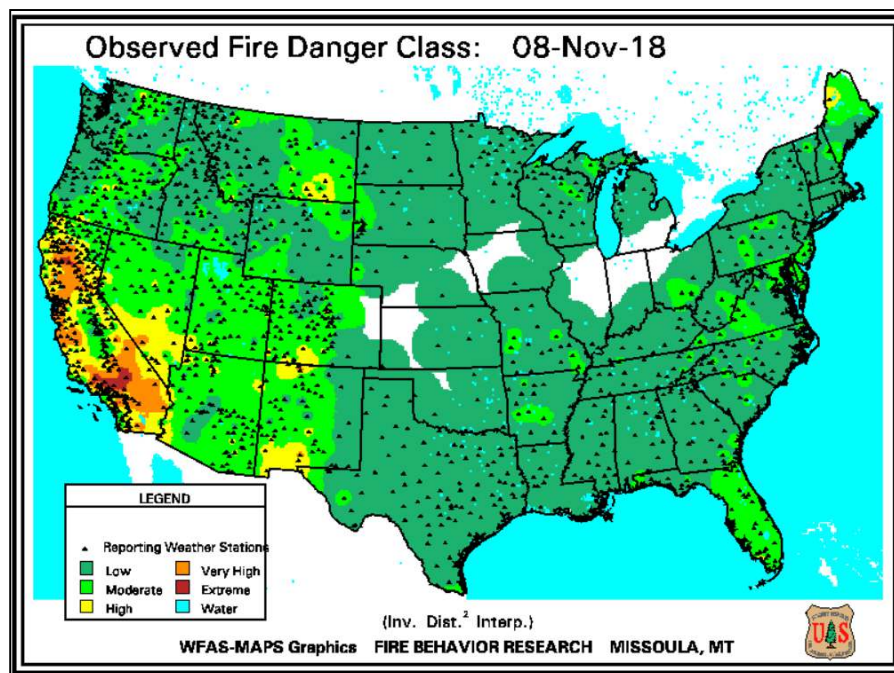 Observed Fire Danger Class: 08-Nov-18
LEGEND
Reporting Weather Stations
Low
Moderate
High
Very High
Extreme
Water
(Inv. Dist.² Interp.)
WFAS-MAPS Graphics FIRE BEHAVIOR RESEARCH MISSOULA, MT
U S